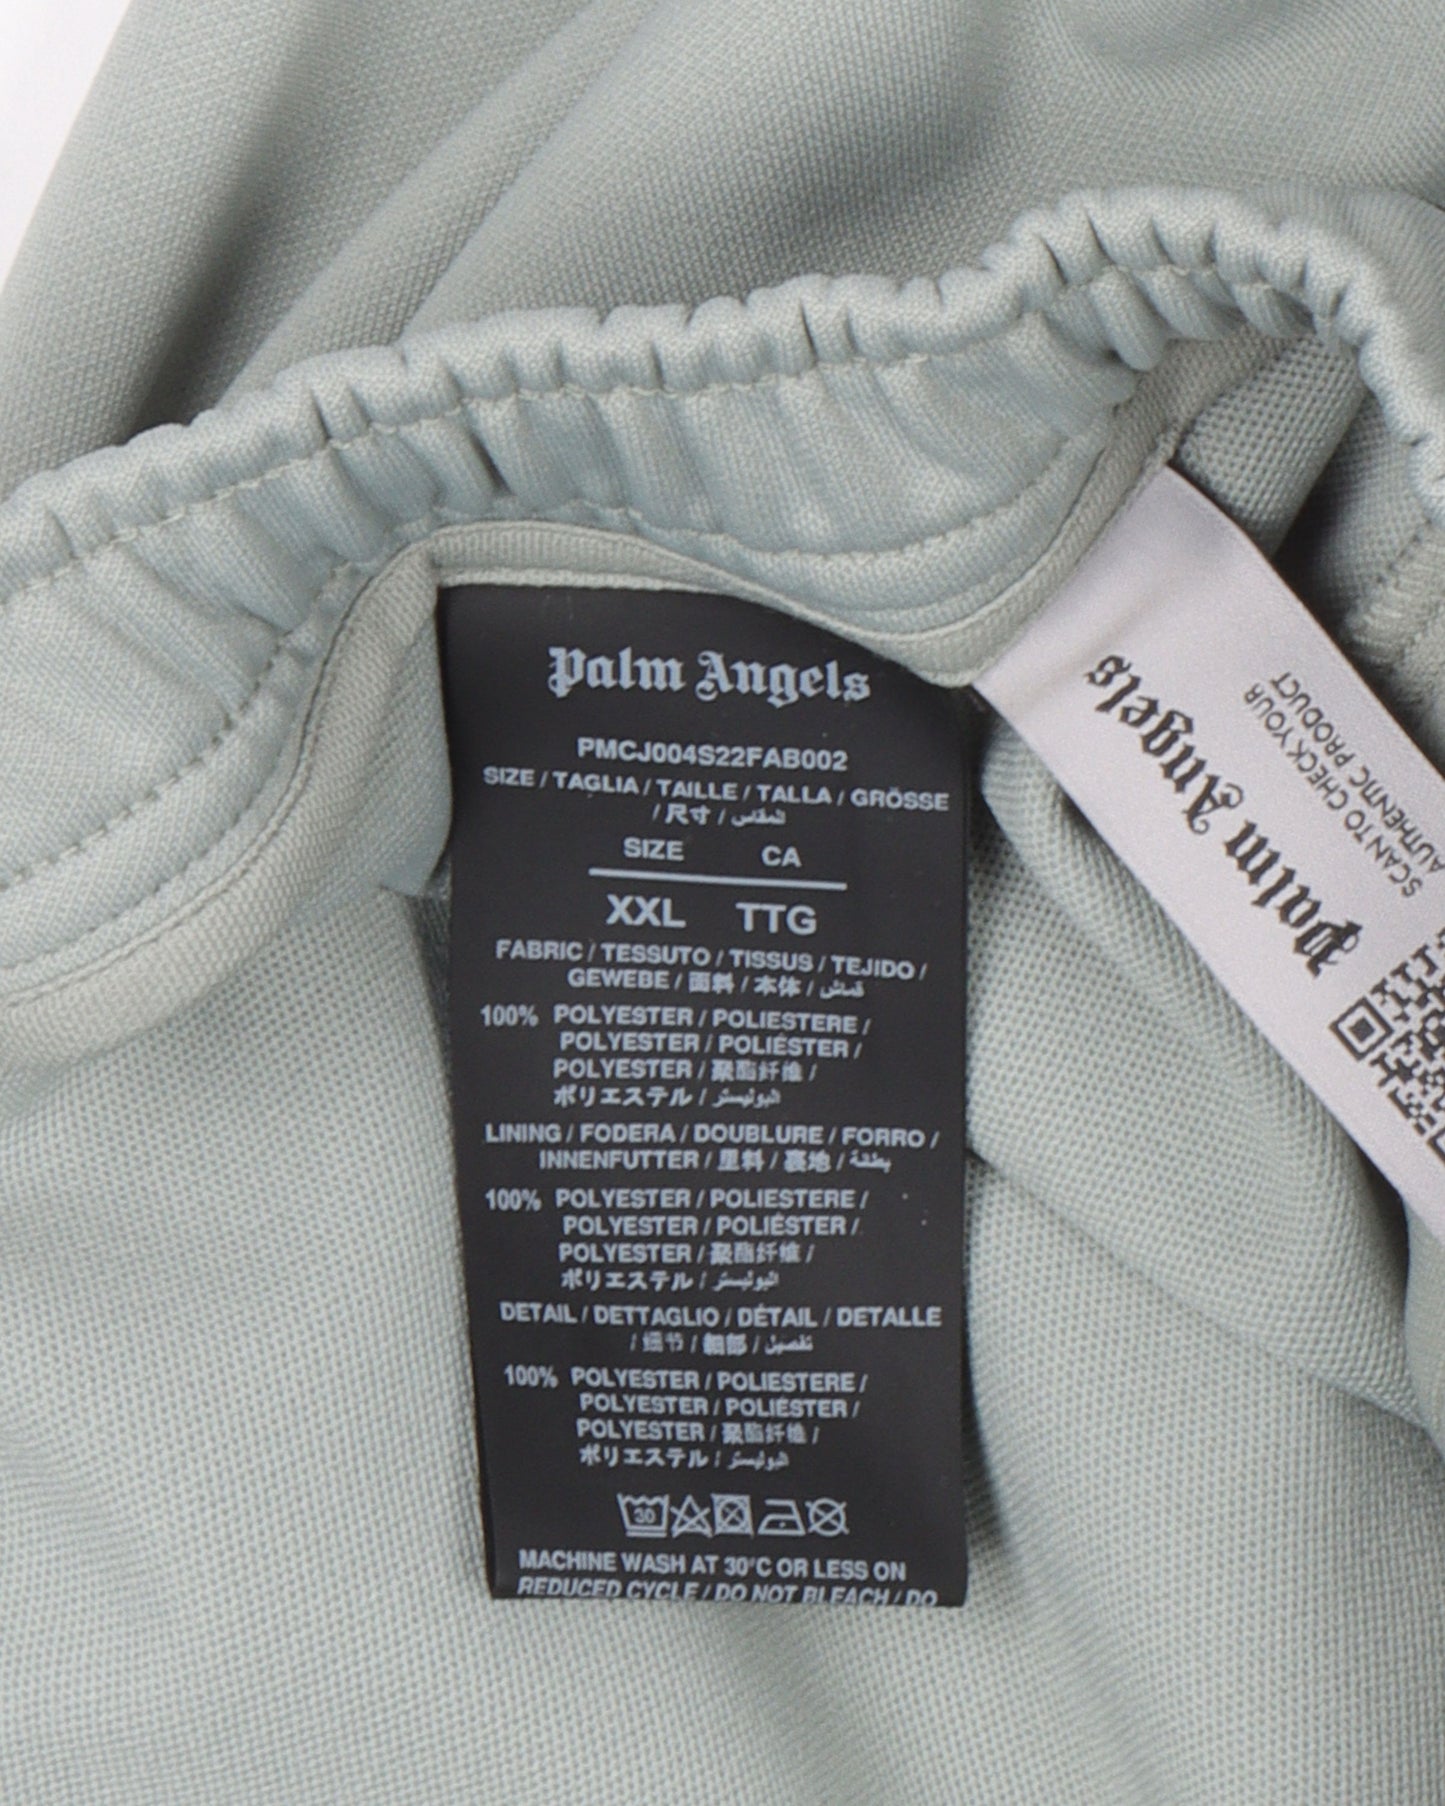 Palm Angels
PMCJ004S22FAB002
SIZE / TAGLIA / TAILLE / TALLA / GRÖSSE
/ 尺寸 / المقاس
SIZE CA
XXL TTG
FABRIC / TESSUTO / TISSUS / TEJIDO /
GEWEBE / 面料 / 本体 / قماش
100% POLYESTER / POLIESTERE /
POLYESTER / POLIÉSTER /
POLYESTER / 聚酯纤维 /
ポリエステル / البوليستر
LINING / FODERA / DOUBLURE / FORRO /
INNENFUTTER / 里料 / 裏地 / بطانة
100% POLYESTER / POLIESTERE /
POLYESTER / POLIÉSTER /
POLYESTER / 聚酯纤维 /
ポリエステル / البوليستر
DETAIL / DETTAGLIO / DÉTAIL / DETALLE
/ 细节 / 細部 / تفصيل
100% POLYESTER / POLIESTERE /
POLYESTER / POLIÉSTER /
POLYESTER / 聚酯纤维 /
ポリエステル / البوليستر
30
MACHINE WASH AT 30°C OR LESS ON
REDUCED CYCLE / DO NOT BLEACH / DO
Palm Angels
SCAN TO CHECK YOUR
AUTHENTIC PRODUCT